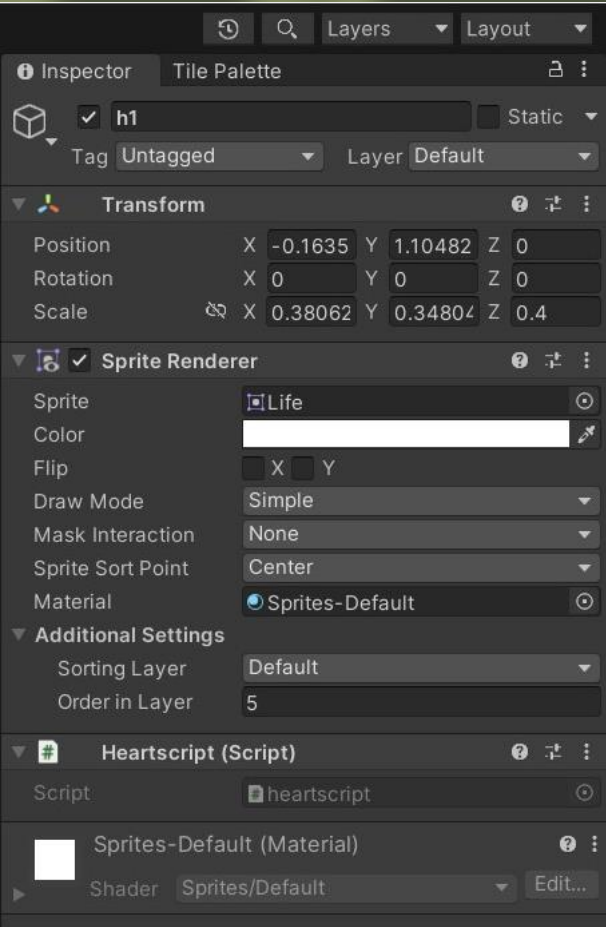 Layers Layout
Inspector Tile Palette
h1 Static
Tag Untagged Layer Default
Transform
Position X -0.1635 Y 1.10482 Z 0
Rotation X 0 Y 0 Z 0
Scale X 0.38062 Y 0.34804 Z 0.4
Sprite Renderer
Sprite Life
Color
Flip X Y
Draw Mode Simple
Mask Interaction None
Sprite Sort Point Center
Material Sprites-Default
Additional Settings
Sorting Layer Default
Order in Layer 5
# Heartscript (Script)
Script heartscript
Sprites-Default (Material)
Shader Sprites/Default Edit...